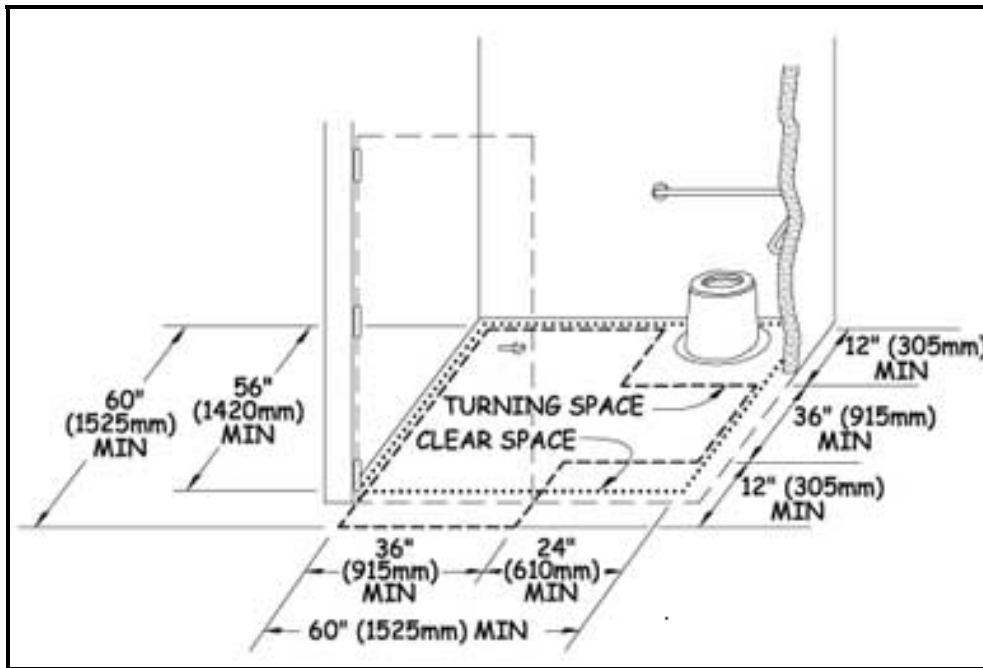 12" (305mm)
MIN
60"
(1525mm)
MIN
56"
(1420mm)
MIN
TURNING SPACE
36" (915mm)
MIN
CLEAR SPACE
12" (305mm)
MIN
36"
(915mm)
MIN
24"
(610mm)
MIN
60" (1525mm) MIN